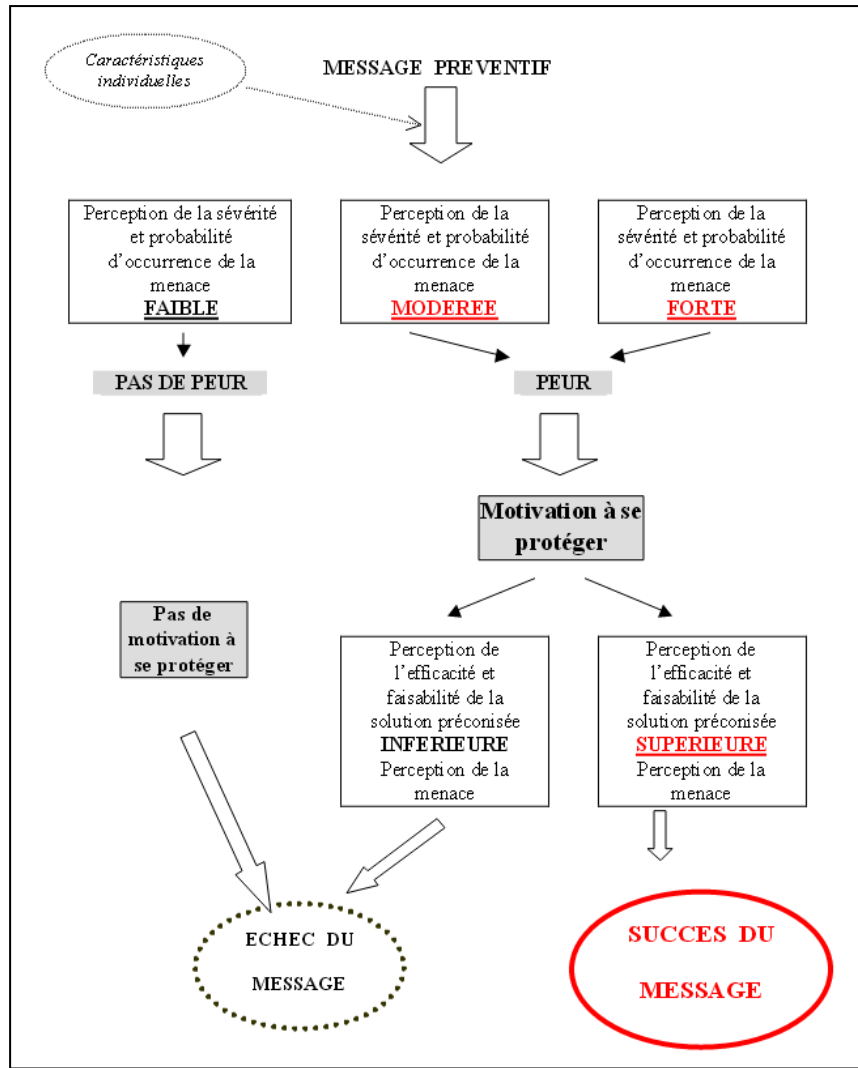 Caractéristiques
individuelles
MESSAGE PREVENTIF
Perception de la sévérité
et probabilité
d'occurrence de la
menace
FAIBLE
Perception de la
sévérité et probabilité
d'occurrence de la
menace
MODEREE
Perception de la
sévérité et probabilité
d'occurrence de la
menace
FORTE
PAS DE PEUR
PEUR
Motivation à se
protéger
Pas de
motivation à
se protéger
Perception de
l'efficacité et
faisabilité de la
solution préconisée
INFERIEURE
Perception de la
menace
Perception de
l'efficacité et
faisabilité de la
solution préconisée
SUPERIEURE
Perception de la
menace
ECHEC DU
MESSAGE
SUCCES DU
MESSAGE